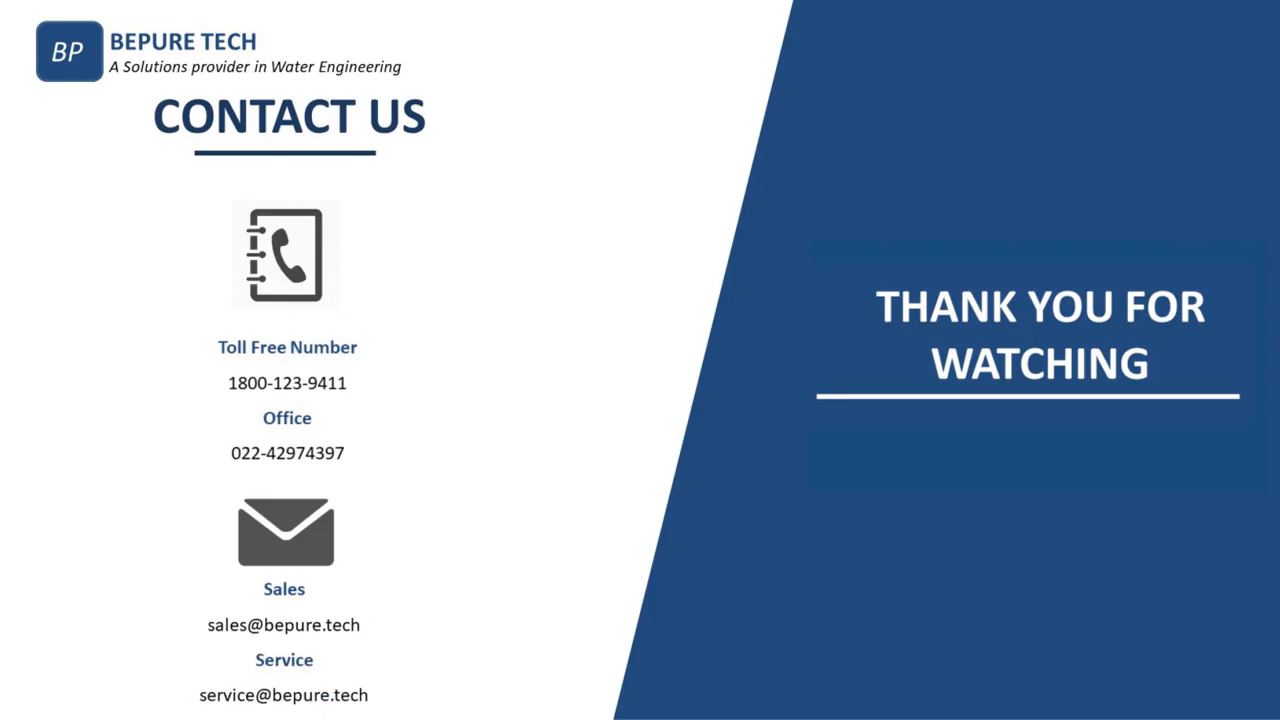 BP
BEPURE TECH
A Solutions provider in Water Engineering
CONTACT US
Toll Free Number
1800-123-9411
Office
022-42974397
Sales
sales@bepure.tech
Service
service@bepure.tech
THANK YOU FOR
WATCHING